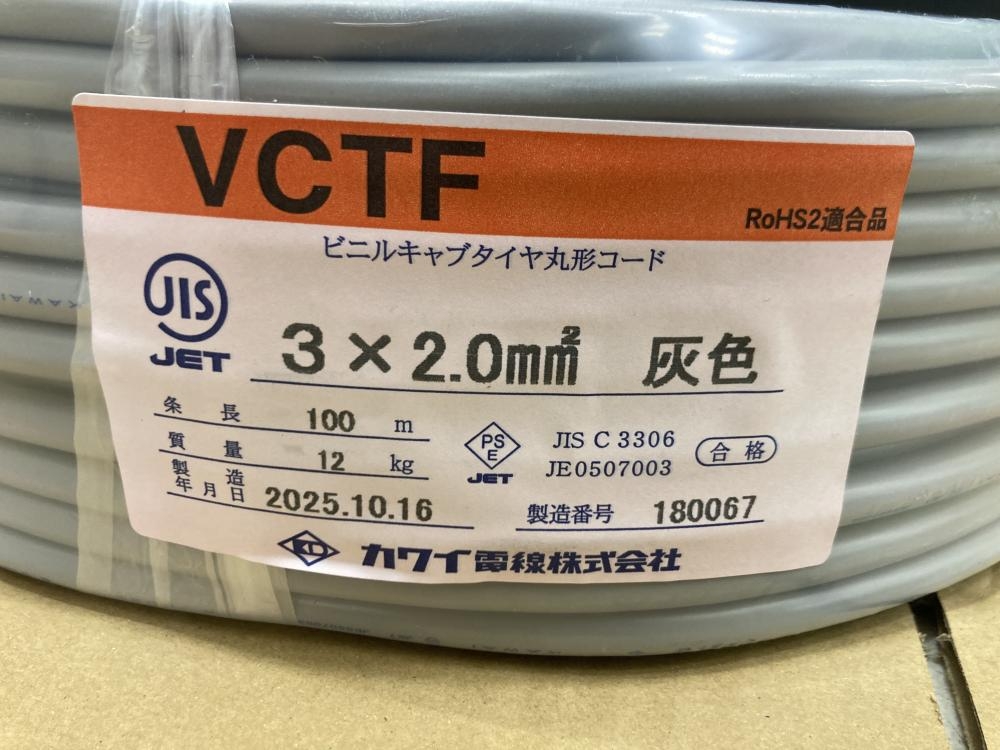 VCTF
RoHS2適合品
ビニルキャブタイヤ丸形コード
JIS
JET
3×2.0mm² 灰色
条長 100 m
質量 12 kg
製造年月日 2025.10.16
PS
E
JET
JIS C 3306
JE0507003
合格
製造番号 180067
KD カワイ電線株式会社
KAWAI